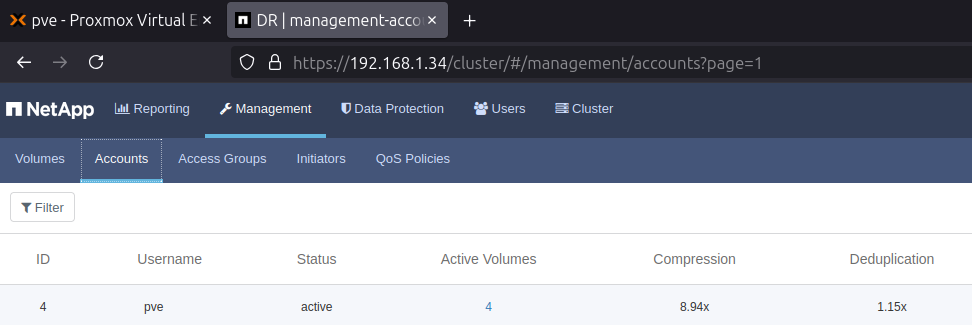 pve - Proxmox Virtual E
DR | management-accou
https://192.168.1.34/cluster/#/management/accounts?page=1
NetApp Reporting Management Data Protection Users Cluster
Volumes Accounts Access Groups Initiators QoS Policies
Filter
ID Username Status Active Volumes Compression Deduplication
4 pve active 4 8.94x 1.15x